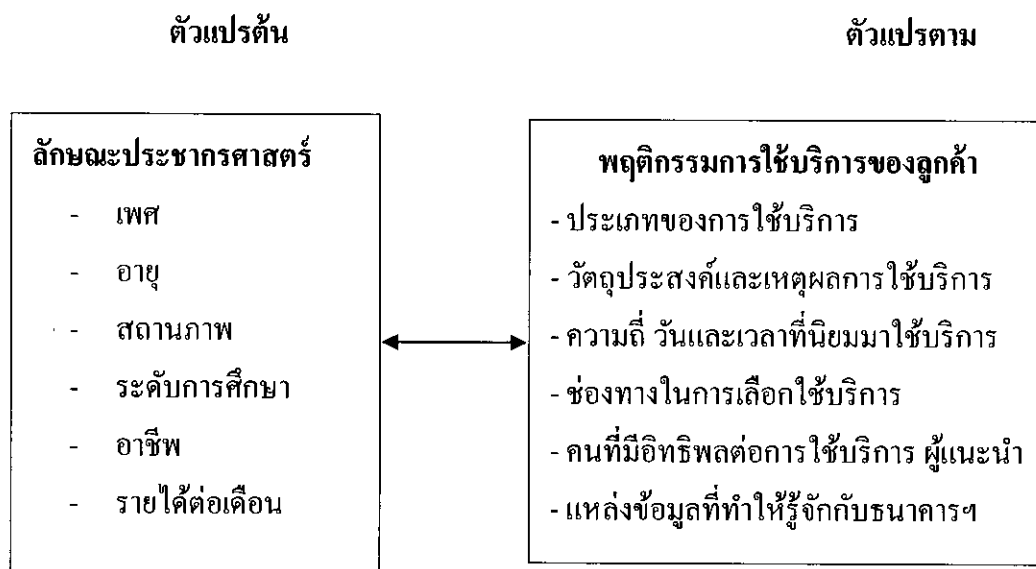 ตัวแปรต้น
ตัวแปรตาม
ลักษณะประชากรศาสตร์
- เพศ
- อายุ
- สถานภาพ
- ระดับการศึกษา
- อาชีพ
- รายได้ต่อเดือน
พฤติกรรมการใช้บริการของลูกค้า
- ประเภทของการใช้บริการ
- วัตถุประสงค์และเหตุผลการใช้บริการ
- ความถี่ วันและเวลาที่นิยมมาใช้บริการ
- ช่องทางในการเลือกใช้บริการ
- คนที่มีอิทธิพลต่อการใช้บริการ ผู้แนะนำ
- แหล่งข้อมูลที่ทำให้รู้จักกับธนาคารฯ